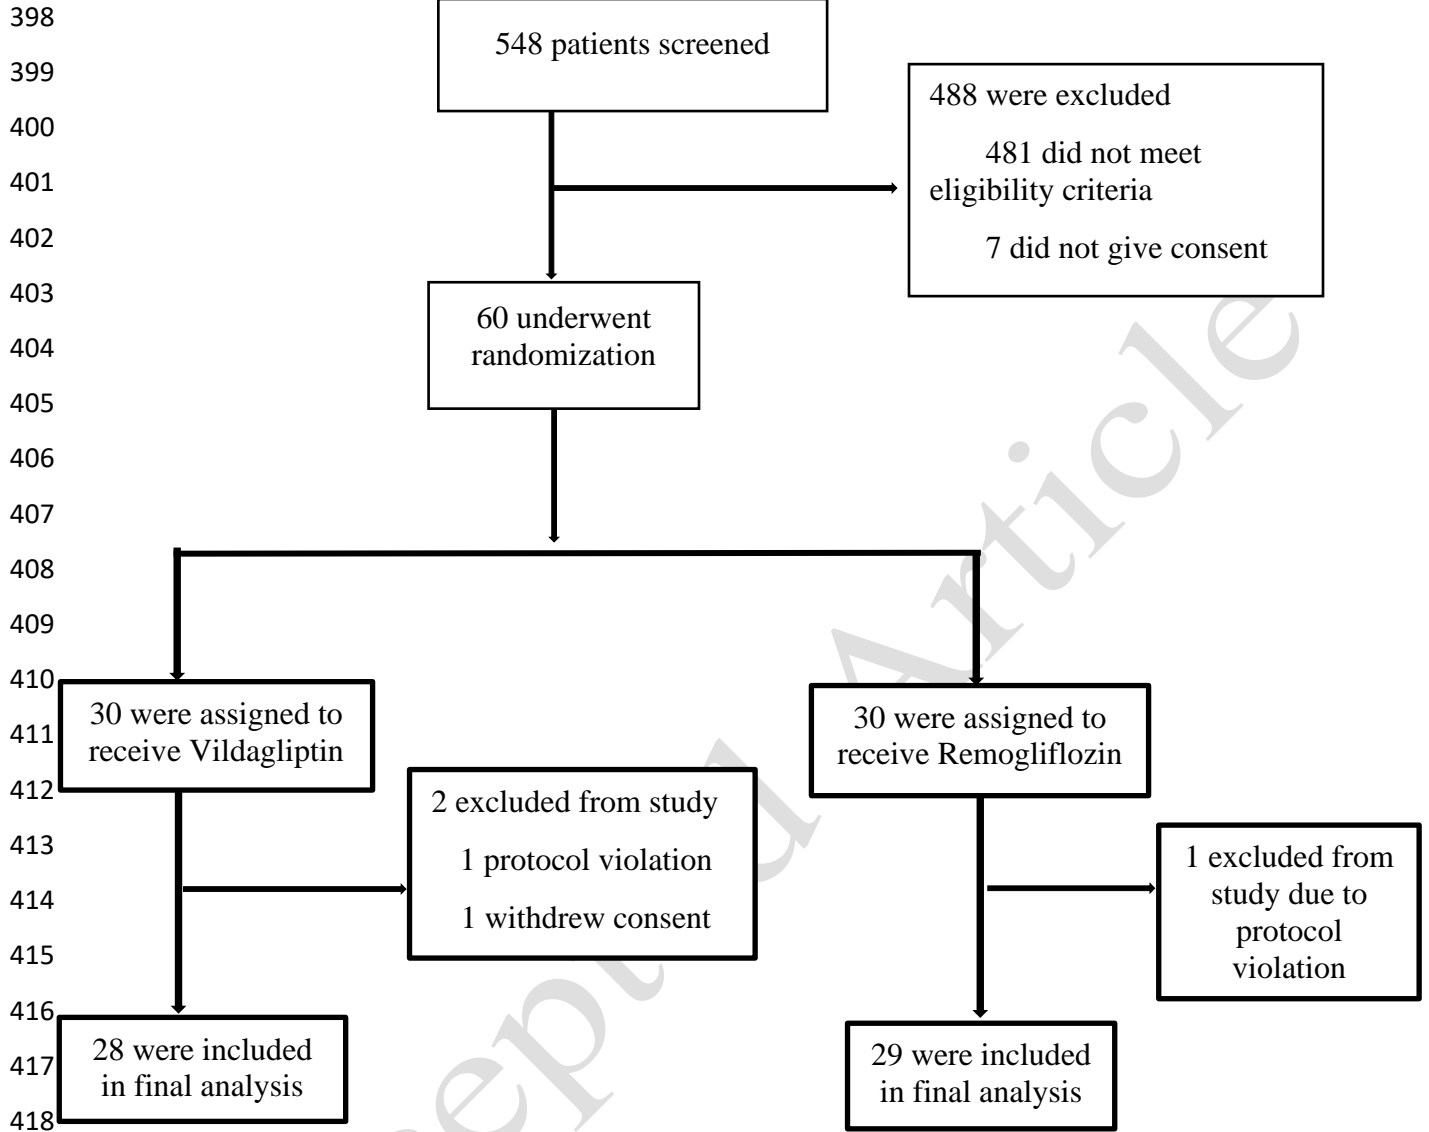 398
548 patients screened
399
488 were excluded
400
481 did not meet
401
eligibility criteria
402
7 did not give consent
403
60 underwent
404
randomization
405
406
407
408
409
410
30 were assigned to
receive Vildagliptin
30 were assigned to
receive Remogliflozin
411
412
2 excluded from study
1 protocol violation
1 withdrew consent
413
1 excluded from
study due to
protocol
violation
414
415
416
28 were included
in final analysis
29 were included
in final analysis
417
418
Article